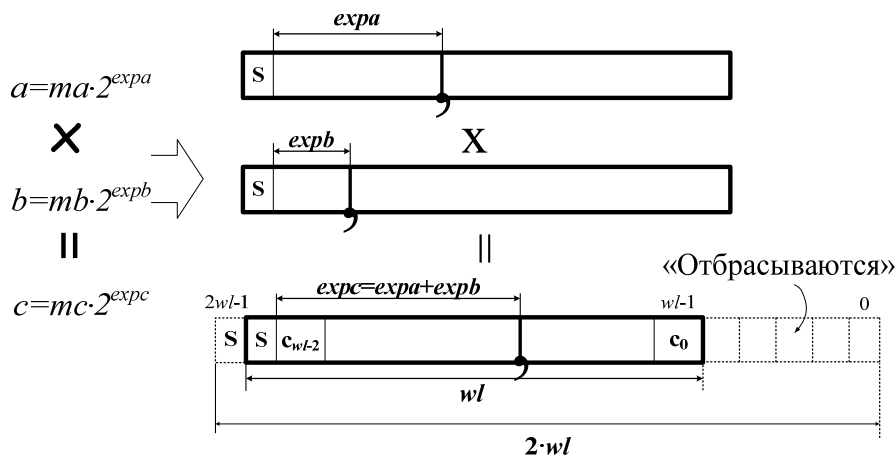 expa
S
a=ma·2^expa
×
X
expb
S
b=mb·2^expb
=
=
«Отбрасываются»
c=mc·2^expc
expc=expa+expb
2wl-1
wl-1
0
S S c_wl-2 , c_0
wl
2·wl